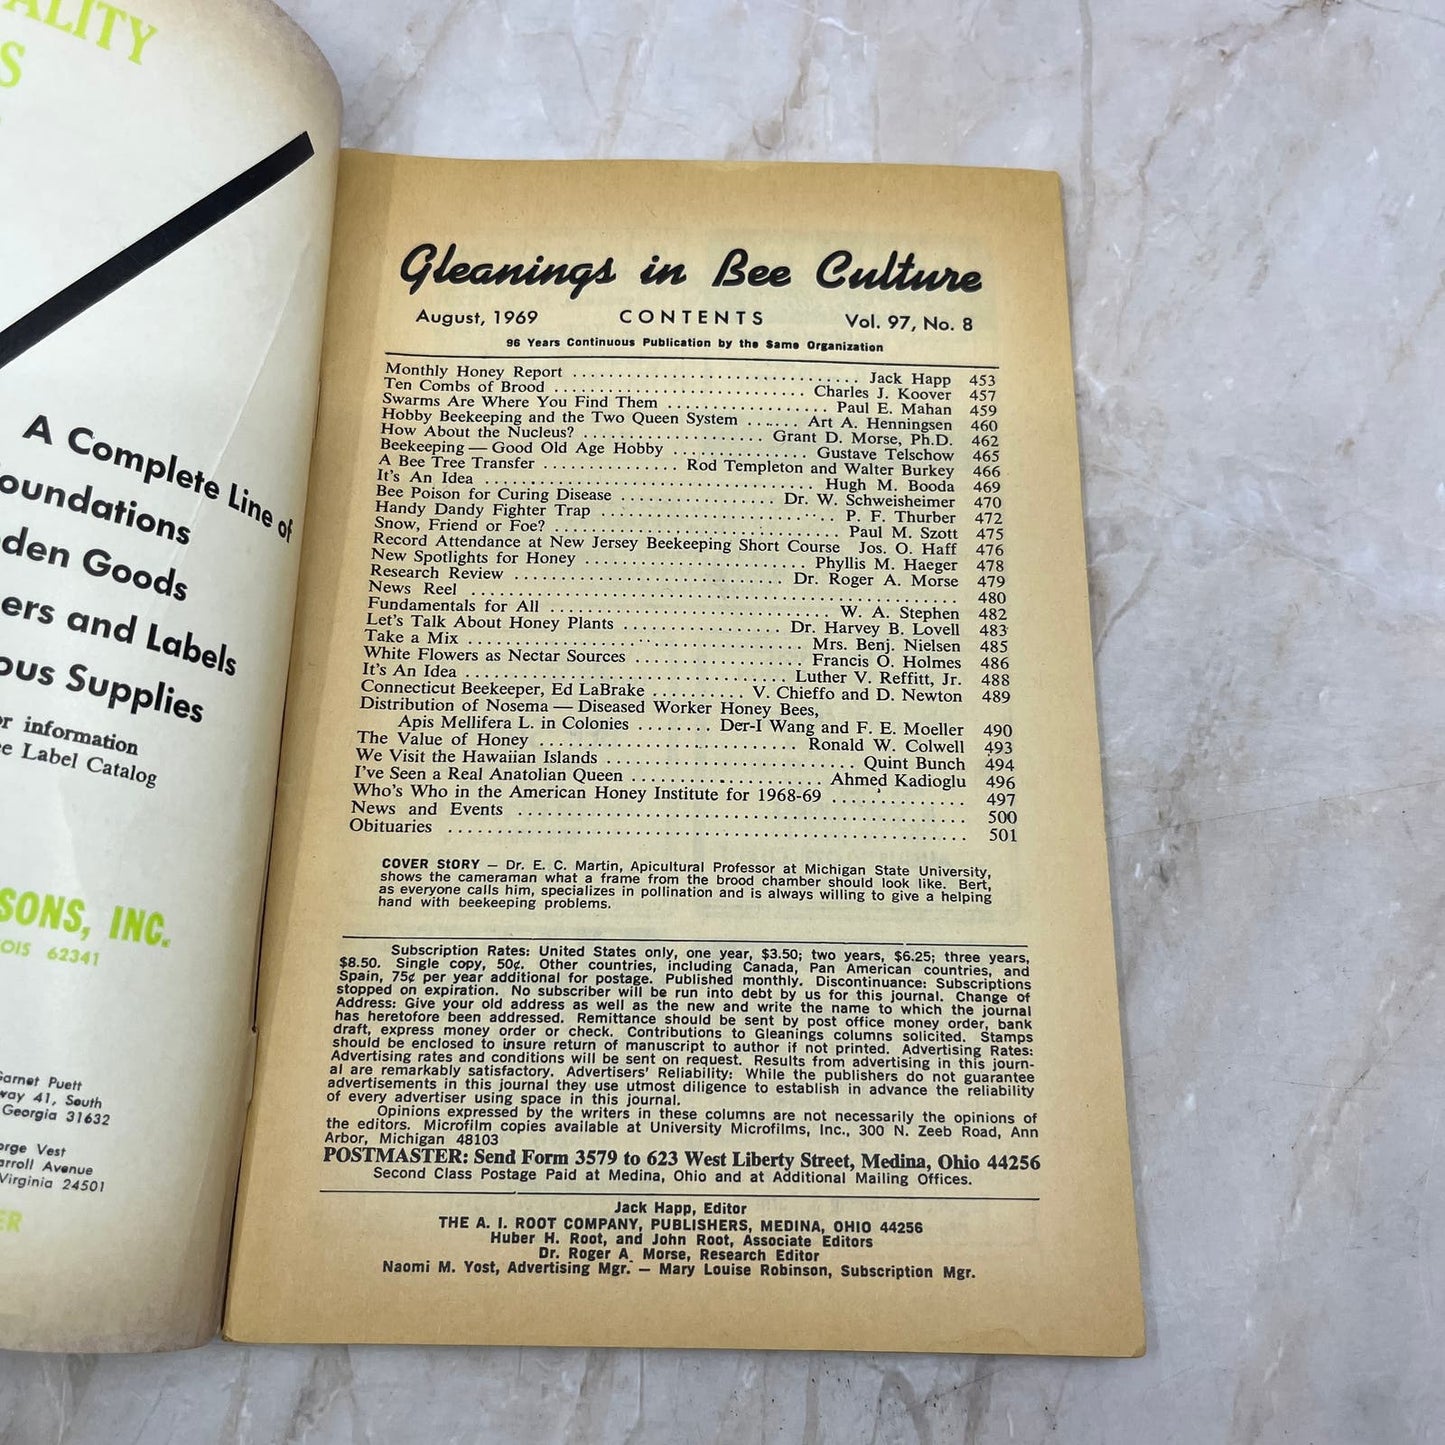 ALITY
S
A Complete Line of
oundations
den Goods
ers and Labels
ous Supplies
or information
ee Label Catalog
SONS, INC.
OIS 62341
Garnet Puett
way 41, South
Georgia 31632
orge Vest
arroll Avenue
Virginia 24501
ER
Gleanings in Bee Culture
August, 1969 CONTENTS Vol. 97, No. 8
96 Years Continuous Publication by the Same Organization
Monthly Honey Report Jack Happ 453
Ten Combs of Brood Charles J. Koover 457
Swarms Are Where You Find Them Paul E. Mahan 459
Hobby Beekeeping and the Two Queen System Art A. Henningsen 460
How About the Nucleus? Grant D. Morse, Ph.D. 462
Beekeeping — Good Old Age Hobby Gustave Telschow 465
A Bee Tree Transfer Rod Templeton and Walter Burkey 466
It's An Idea Hugh M. Booda 469
Bee Poison for Curing Disease Dr. W. Schweisheimer 470
Handy Dandy Fighter Trap P. F. Thurber 472
Snow, Friend or Foe? Paul M. Szott 475
Record Attendance at New Jersey Beekeeping Short Course Jos. O. Haff 476
New Spotlights for Honey Phyllis M. Haeger 478
Research Review Dr. Roger A. Morse 479
News Reel 480
Fundamentals for All W. A. Stephen 482
Let's Talk About Honey Plants Dr. Harvey B. Lovell 483
Take a Mix Mrs. Benj. Nielsen 485
White Flowers as Nectar Sources Francis O. Holmes 486
It's An Idea Luther V. Reffitt, Jr. 488
Connecticut Beekeeper, Ed LaBrake V. Chieffo and D. Newton 489
Distribution of Nosema — Diseased Worker Honey Bees,
Apis Mellifera L. in Colonies Der-I Wang and F. E. Moeller 490
The Value of Honey Ronald W. Colwell 493
We Visit the Hawaiian Islands Quint Bunch 494
I've Seen a Real Anatolian Queen Ahmed Kadioglu 496
Who's Who in the American Honey Institute for 1968-69 497
News and Events 500
Obituaries 501
COVER STORY — Dr. E. C. Martin, Apicultural Professor at Michigan State University,
shows the cameraman what a frame from the brood chamber should look like. Bert,
as everyone calls him, specializes in pollination and is always willing to give a helping
hand with beekeeping problems.
Subscription Rates: United States only, one year, $3.50; two years, $6.25; three years,
$8.50. Single copy, 50¢. Other countries, including Canada, Pan American countries, and
Spain, 75¢ per year additional for postage. Published monthly. Discontinuance: Subscriptions
stopped on expiration. No subscriber will be run into debt by us for this journal. Change of
Address: Give your old address as well as the new and write the name to which the journal
has heretofore been addressed. Remittance should be sent by post office money order, bank
draft, express money order or check. Contributions to Gleanings columns solicited. Stamps
should be enclosed to insure return of manuscript to author if not printed. Advertising Rates:
Advertising rates and conditions will be sent on request. Results from advertising in this journ-
al are remarkably satisfactory. Advertisers' Reliability: While the publishers do not guarantee
advertisements in this journal they use utmost diligence to establish in advance the reliability
of every advertiser using space in this journal.
Opinions expressed by the writers in these columns are not necessarily the opinions of
the editors. Microfilm copies available at University Microfilms, Inc., 300 N. Zeeb Road, Ann
Arbor, Michigan 48103
POSTMASTER: Send Form 3579 to 623 West Liberty Street, Medina, Ohio 44256
Second Class Postage Paid at Medina, Ohio and at Additional Mailing Offices.
Jack Happ, Editor
THE A. I. ROOT COMPANY, PUBLISHERS, MEDINA, OHIO 44256
Huber H. Root, and John Root, Associate Editors
Dr. Roger A. Morse, Research Editor
Naomi M. Yost, Advertising Mgr. — Mary Louise Robinson, Subscription Mgr.